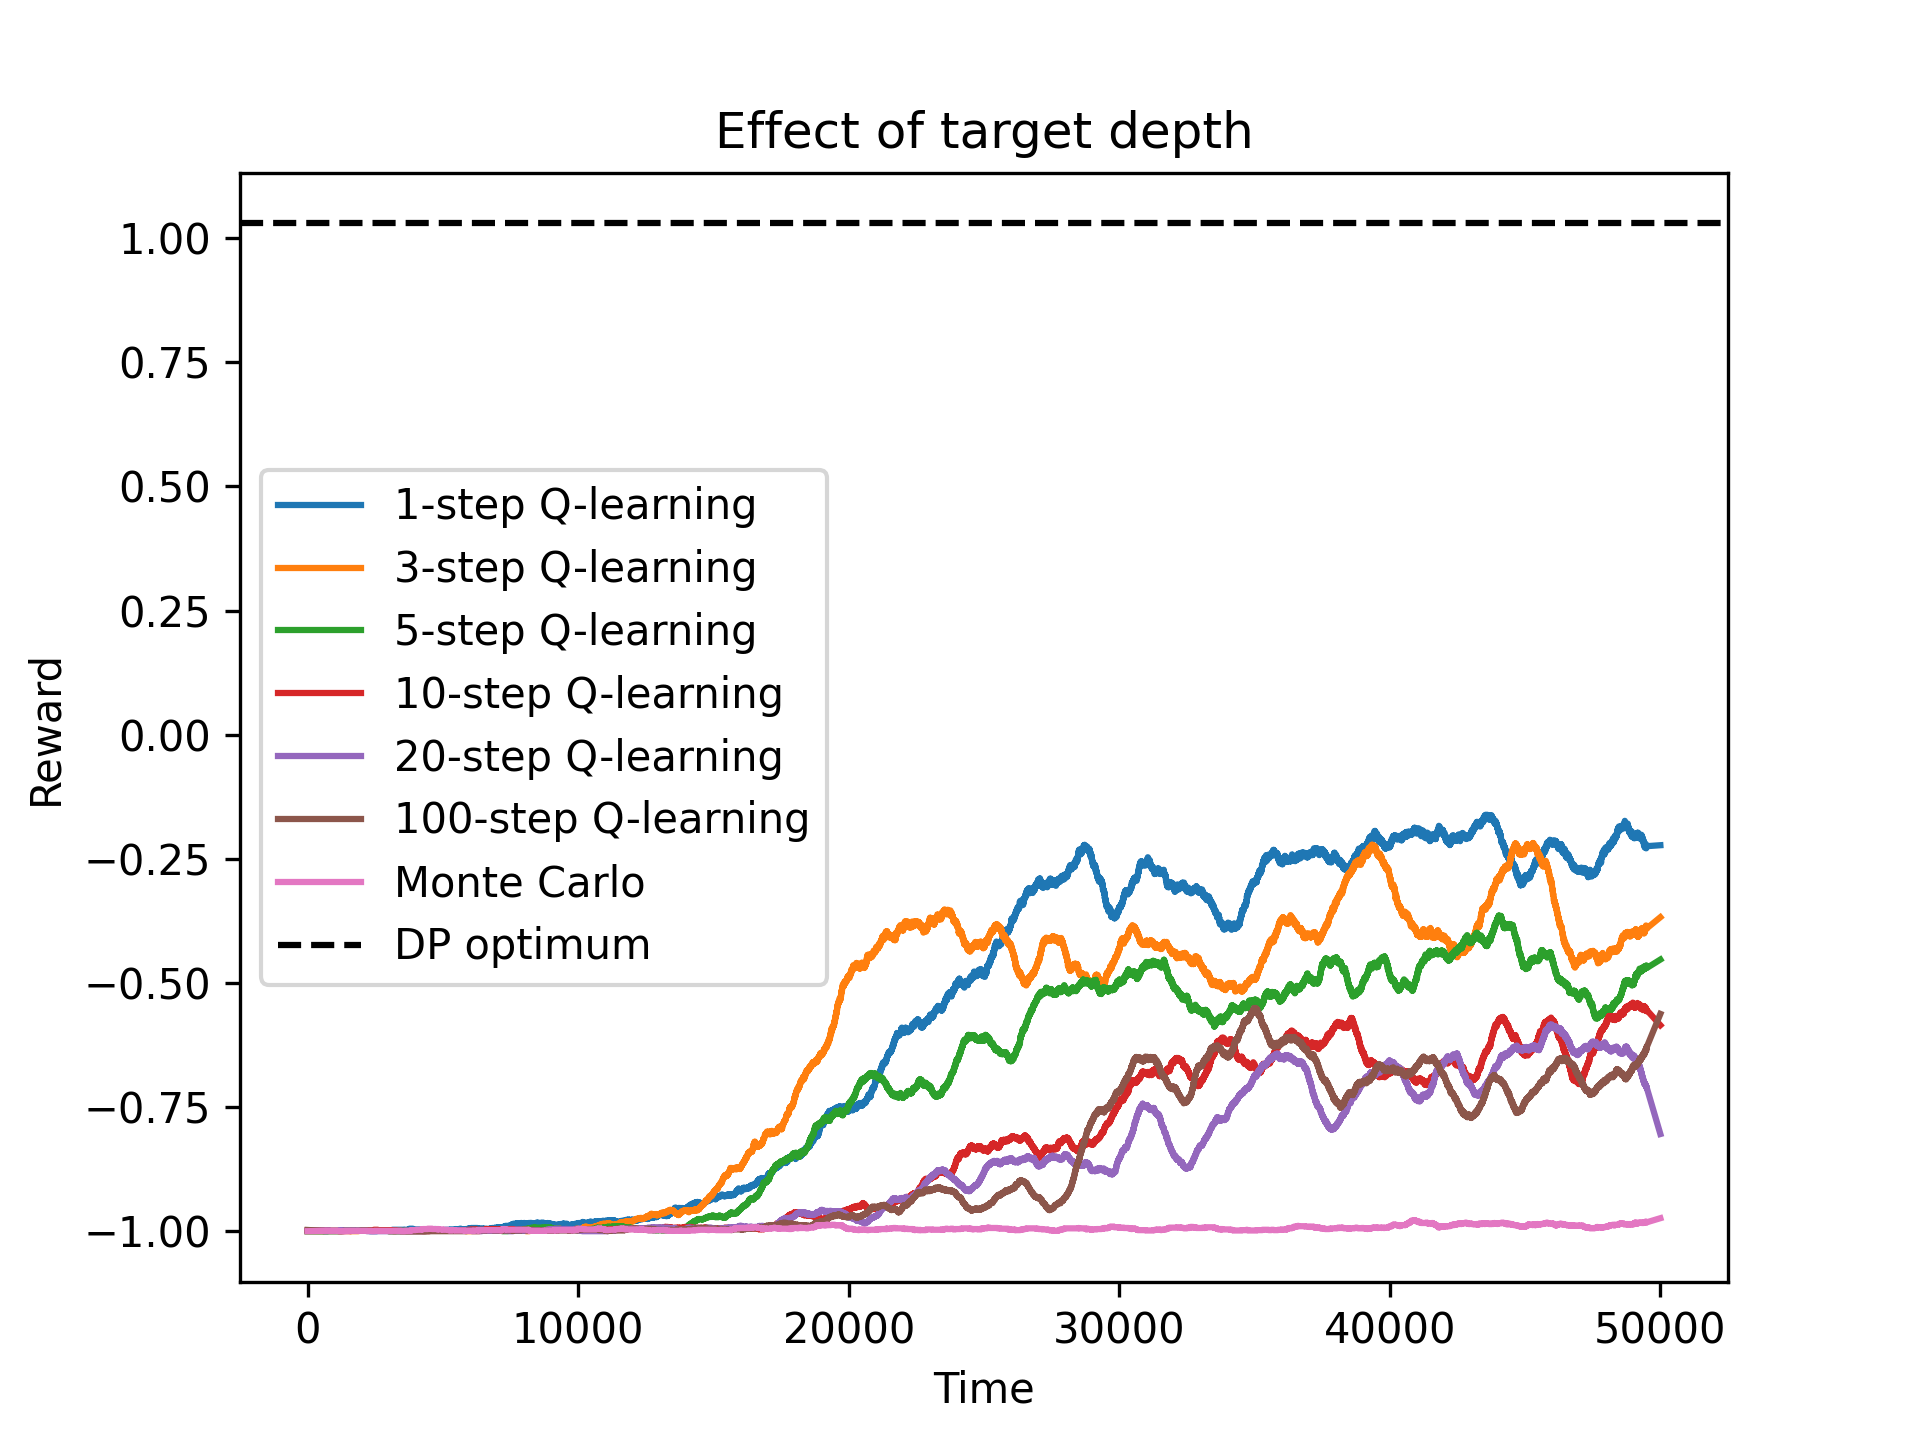 Effect of target depth
1.00
0.75
0.50
0.25
0.00
−0.25
−0.50
−0.75
−1.00
Reward
1-step Q-learning
3-step Q-learning
5-step Q-learning
10-step Q-learning
20-step Q-learning
100-step Q-learning
Monte Carlo
DP optimum
0 10000 20000 30000 40000 50000
Time